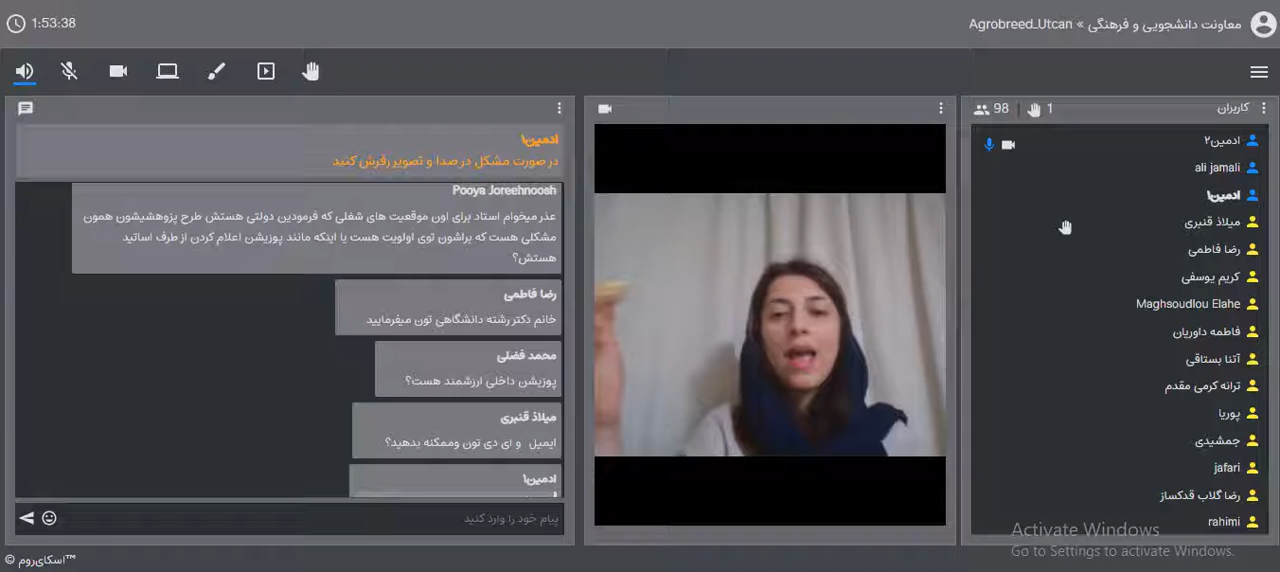 1:53:38
معاونت دانشجویی و فرهنگی » Agrobreed_Utcan
ادمین۱
در صورت مشکل در صدا و تصویر رفرش کنید
Pooya Joreehnoosh
عذر میخوام استاد برای اون موقعیت های شغلی که فرمودین دولتی هستش طرح پزوهشیشون همون
مشکلی هست که براشون توی اولویت هست یا اینکه مانند پوزیشن اعلام کردن از طرف اساتید
هستش؟
رضا فاطمی
خانم دکتر رشته دانشگاهی تون میفرمایید
محمد فضلی
پوزیشن داخلی ارزشمند هست؟
میلاذ قنبری
ایمیل و ای دی تون وممکنه بدهید؟
ادمین۱
پیام خود را وارد کنید
© اسکای‌روم™
98
1
کاربران
ادمین۲
ali jamali
ادمین۱
میلاذ قنبری
رضا فاطمی
کریم یوسفی
Maghsoudlou Elahe
فاطمه داوریان
آتنا بستاقی
ترانه کرمی مقدم
پوریا
جمشیدی
jafari
رضا گلاب قدکساز
rahimi
Activate Windows
Go to Settings to activate Windows.